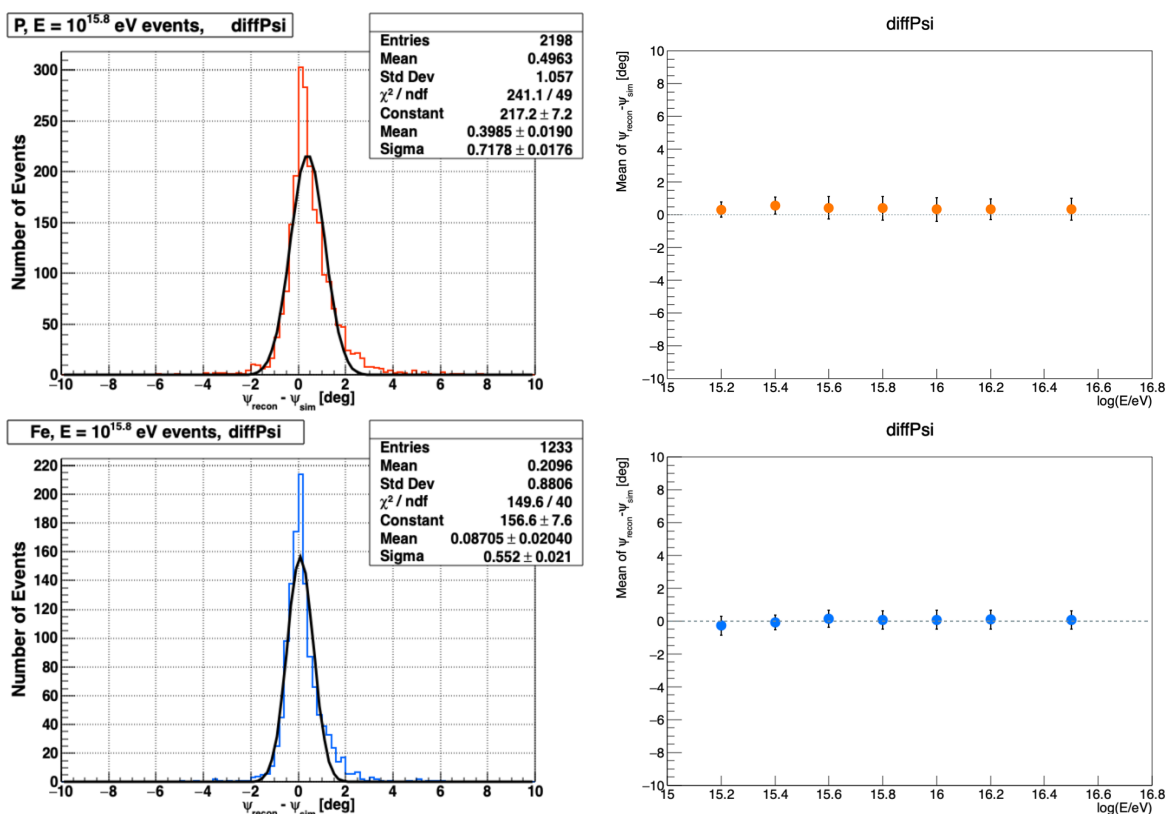 P, E = 10^15.8 eV events, diffPsi
Entries 2198
Mean 0.4963
Std Dev 1.057
χ² / ndf 241.1 / 49
Constant 217.2 ± 7.2
Mean 0.3985 ± 0.0190
Sigma 0.7178 ± 0.0176
Number of Events
300
250
200
150
100
50
0
−10 −8 −6 −4 −2 0 2 4 6 8 10
ψrecon - ψsim [deg]
diffPsi
Mean of ψrecon-ψsim [deg]
10
8
6
4
2
0
−2
−4
−6
−8
−10
15 15.2 15.4 15.6 15.8 16 16.2 16.4 16.6 16.8
log(E/eV)
Fe, E = 10^15.8 eV events, diffPsi
Entries 1233
Mean 0.2096
Std Dev 0.8806
χ² / ndf 149.6 / 40
Constant 156.6 ± 7.6
Mean 0.08705 ± 0.02040
Sigma 0.552 ± 0.021
Number of Events
220
200
180
160
140
120
100
80
60
40
20
0
−10 −8 −6 −4 −2 0 2 4 6 8 10
ψrecon - ψsim [deg]
diffPsi
Mean of ψrecon-ψsim [deg]
10
8
6
4
2
0
−2
−4
−6
−8
−10
15 15.2 15.4 15.6 15.8 16 16.2 16.4 16.6 16.8
log(E/eV)